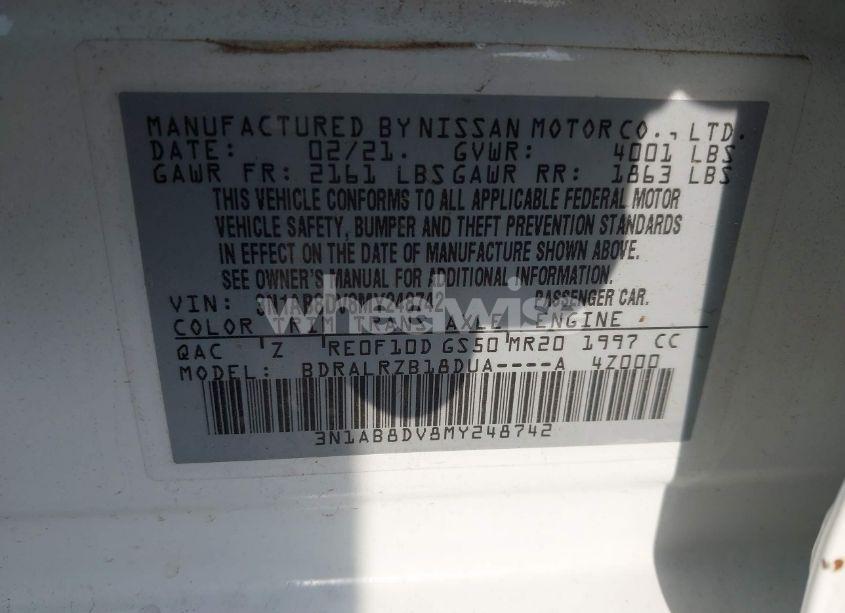 MANUFACTURED BY NISSAN MOTOR CO., LTD.
DATE: 02/21. GVWR: 4001 LBS
GAWR FR: 2161 LBS GAWR RR: 1863 LBS
THIS VEHICLE CONFORMS TO ALL APPLICABLE FEDERAL MOTOR
VEHICLE SAFETY, BUMPER AND THEFT PREVENTION STANDARDS
IN EFFECT ON THE DATE OF MANUFACTURE SHOWN ABOVE.
SEE OWNER'S MANUAL FOR ADDITIONAL INFORMATION.
wheelwise
VIN: 3N1AB8DV8MY248742 PASSENGER CAR.
COLOR TRIM TRANS AXLE ENGINE
QAC Z RE0F10D GS50 MR20 1997 CC
MODEL: BDRALRZB18DUA----A 4Z000
3N1AB8DV8MY248742